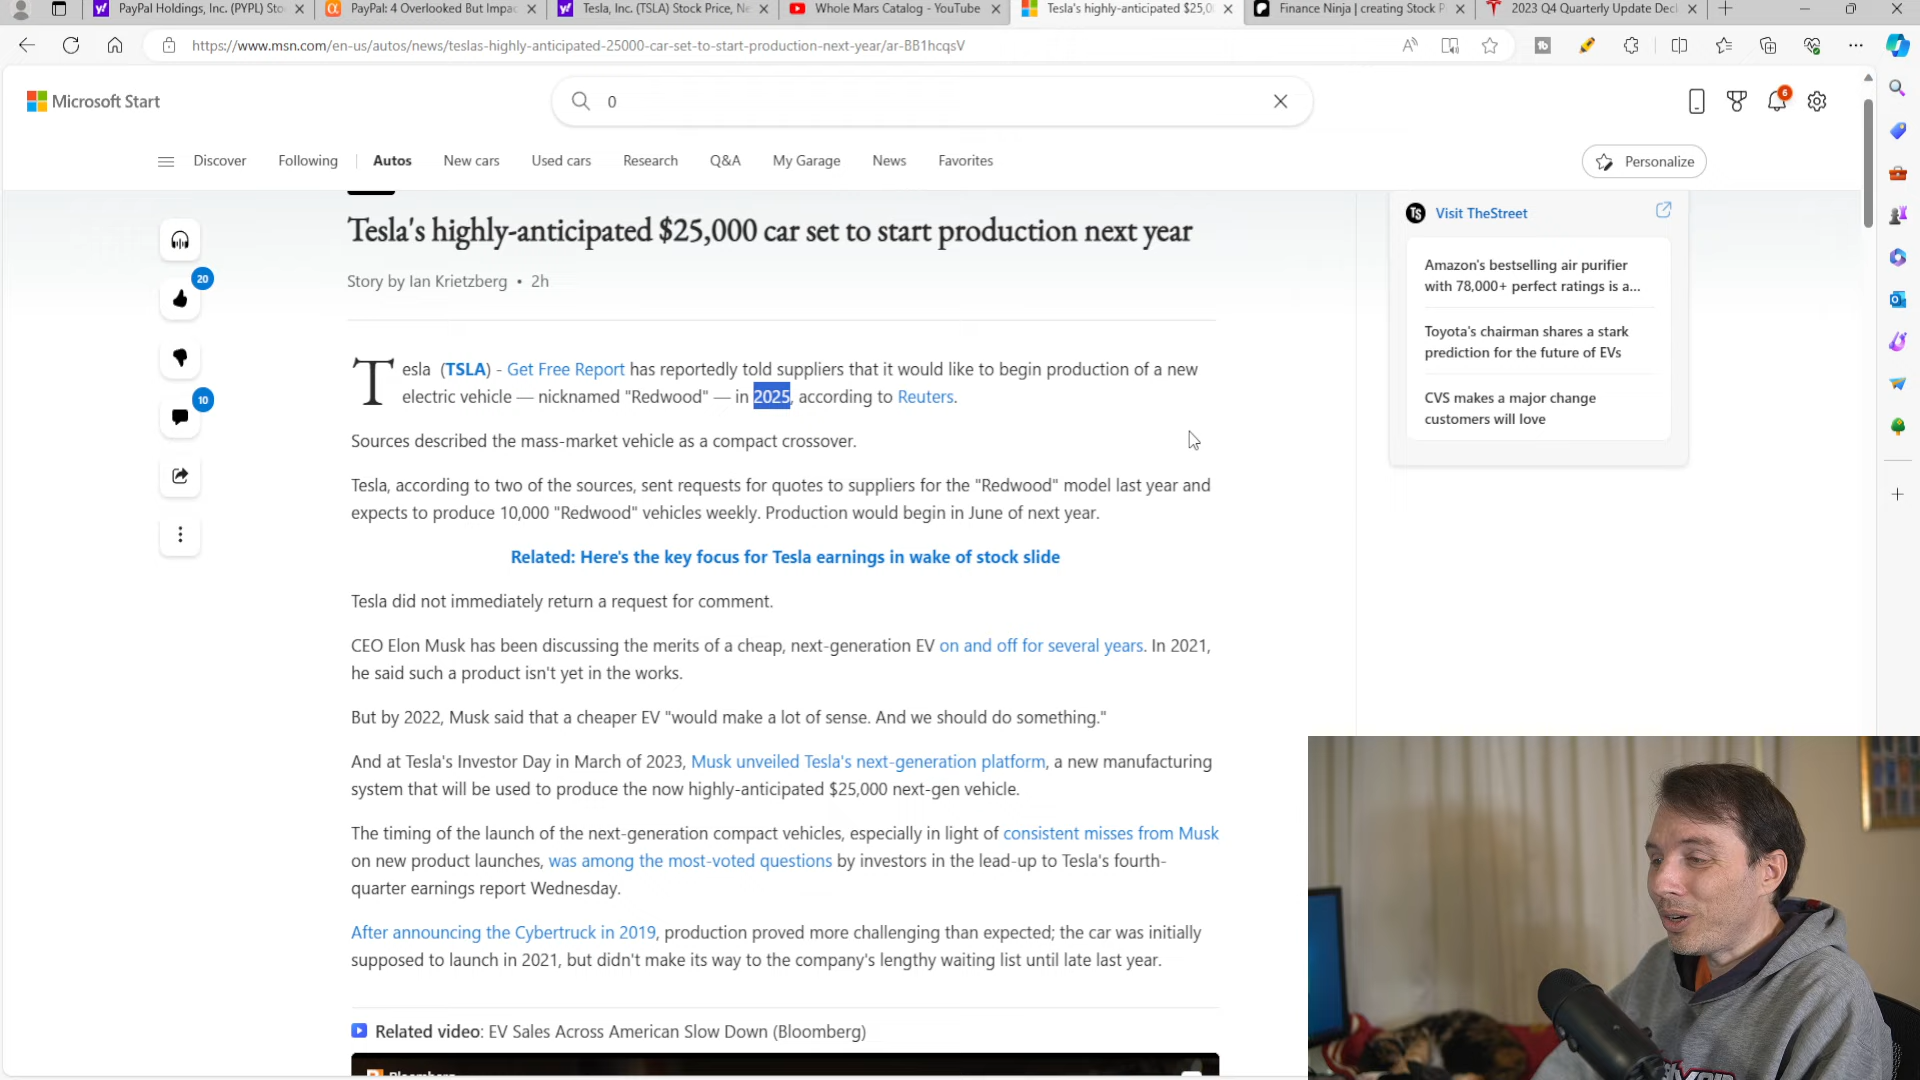 PayPal Holdings, Inc. (PYPL) Sto
PayPal: 4 Overlooked But Impac
Tesla, Inc. (TSLA) Stock Price, Ne
Whole Mars Catalog - YouTube
Tesla's highly-anticipated $25,0
Finance Ninja | creating Stock P
2023 Q4 Quarterly Update Deck
https://www.msn.com/en-us/autos/news/teslas-highly-anticipated-25000-car-set-to-start-production-next-year/ar-BB1hcqsV
Microsoft Start
0
6
Discover
Following
Autos
New cars
Used cars
Research
Q&A
My Garage
News
Favorites
Personalize
Tesla's highly-anticipated $25,000 car set to start production next year
Story by Ian Krietzberg • 2h
20
10
Tesla (TSLA) - Get Free Report has reportedly told suppliers that it would like to begin production of a new
electric vehicle — nicknamed "Redwood" — in 2025, according to Reuters.
Sources described the mass-market vehicle as a compact crossover.
Tesla, according to two of the sources, sent requests for quotes to suppliers for the "Redwood" model last year and
expects to produce 10,000 "Redwood" vehicles weekly. Production would begin in June of next year.
Related: Here's the key focus for Tesla earnings in wake of stock slide
Tesla did not immediately return a request for comment.
CEO Elon Musk has been discussing the merits of a cheap, next-generation EV on and off for several years. In 2021,
he said such a product isn't yet in the works.
But by 2022, Musk said that a cheaper EV "would make a lot of sense. And we should do something."
And at Tesla's Investor Day in March of 2023, Musk unveiled Tesla's next-generation platform, a new manufacturing
system that will be used to produce the now highly-anticipated $25,000 next-gen vehicle.
The timing of the launch of the next-generation compact vehicles, especially in light of consistent misses from Musk
on new product launches, was among the most-voted questions by investors in the lead-up to Tesla's fourth-
quarter earnings report Wednesday.
After announcing the Cybertruck in 2019, production proved more challenging than expected; the car was initially
supposed to launch in 2021, but didn't make its way to the company's lengthy waiting list until late last year.
Related video: EV Sales Across American Slow Down (Bloomberg)
Bloomberg
TS Visit TheStreet
Amazon's bestselling air purifier
with 78,000+ perfect ratings is a...
Toyota's chairman shares a stark
prediction for the future of EVs
CVS makes a major change
customers will love